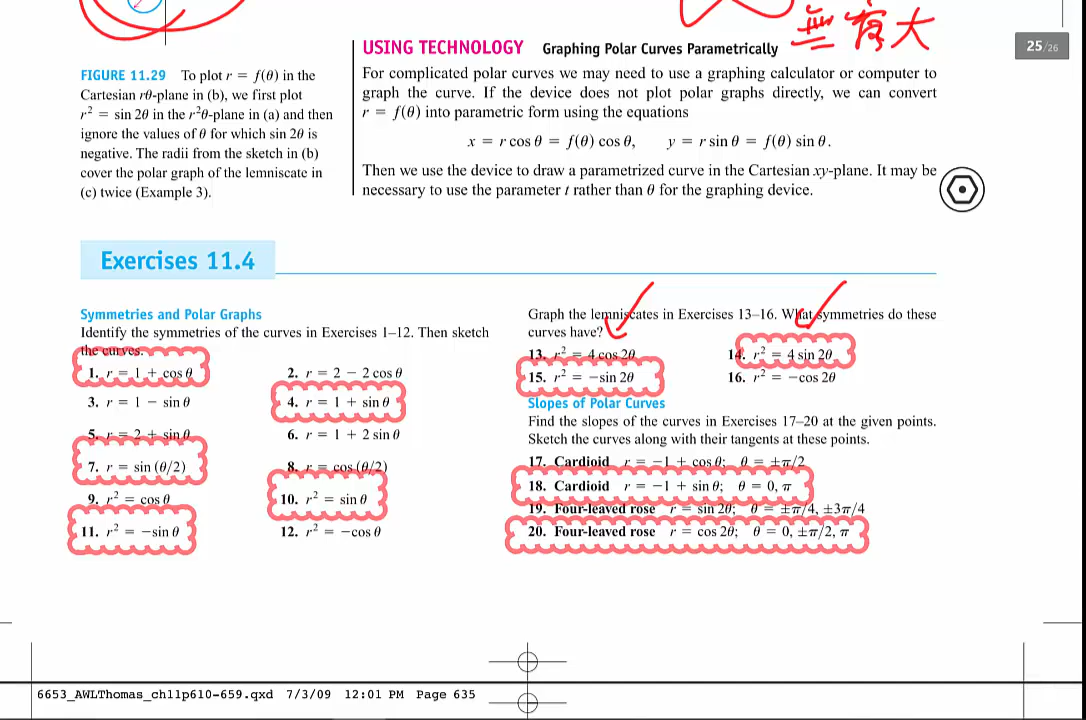 無窮大
25/26
FIGURE 11.29 To plot r = f(θ) in the
Cartesian rθ-plane in (b), we first plot
r² = sin 2θ in the r²θ-plane in (a) and then
ignore the values of θ for which sin 2θ is
negative. The radii from the sketch in (b)
cover the polar graph of the lemniscate in
(c) twice (Example 3).
USING TECHNOLOGY Graphing Polar Curves Parametrically
For complicated polar curves we may need to use a graphing calculator or computer to
graph the curve. If the device does not plot polar graphs directly, we can convert
r = f(θ) into parametric form using the equations
x = r cos θ = f(θ) cos θ, y = r sin θ = f(θ) sin θ.
Then we use the device to draw a parametrized curve in the Cartesian xy-plane. It may be
necessary to use the parameter t rather than θ for the graphing device.
Exercises 11.4
Symmetries and Polar Graphs
Identify the symmetries of the curves in Exercises 1–12. Then sketch
the curves.
1. r = 1 + cos θ
2. r = 2 − 2 cos θ
3. r = 1 − sin θ
4. r = 1 + sin θ
5. r = 2 + sin θ
6. r = 1 + 2 sin θ
7. r = sin (θ/2)
8. r = cos (θ/2)
9. r² = cos θ
10. r² = sin θ
11. r² = −sin θ
12. r² = −cos θ
Graph the lemniscates in Exercises 13–16. What symmetries do these
curves have?
13. r² = 4 cos 2θ
14. r² = 4 sin 2θ
15. r² = −sin 2θ
16. r² = −cos 2θ
Slopes of Polar Curves
Find the slopes of the curves in Exercises 17–20 at the given points.
Sketch the curves along with their tangents at these points.
17. Cardioid r = −1 + cos θ; θ = ±π/2
18. Cardioid r = −1 + sin θ; θ = 0, π
19. Four-leaved rose r = sin 2θ; θ = ±π/4, ±3π/4
20. Four-leaved rose r = cos 2θ; θ = 0, ±π/2, π
6653_AWLThomas_ch11p610-659.qxd 7/3/09 12:01 PM Page 635